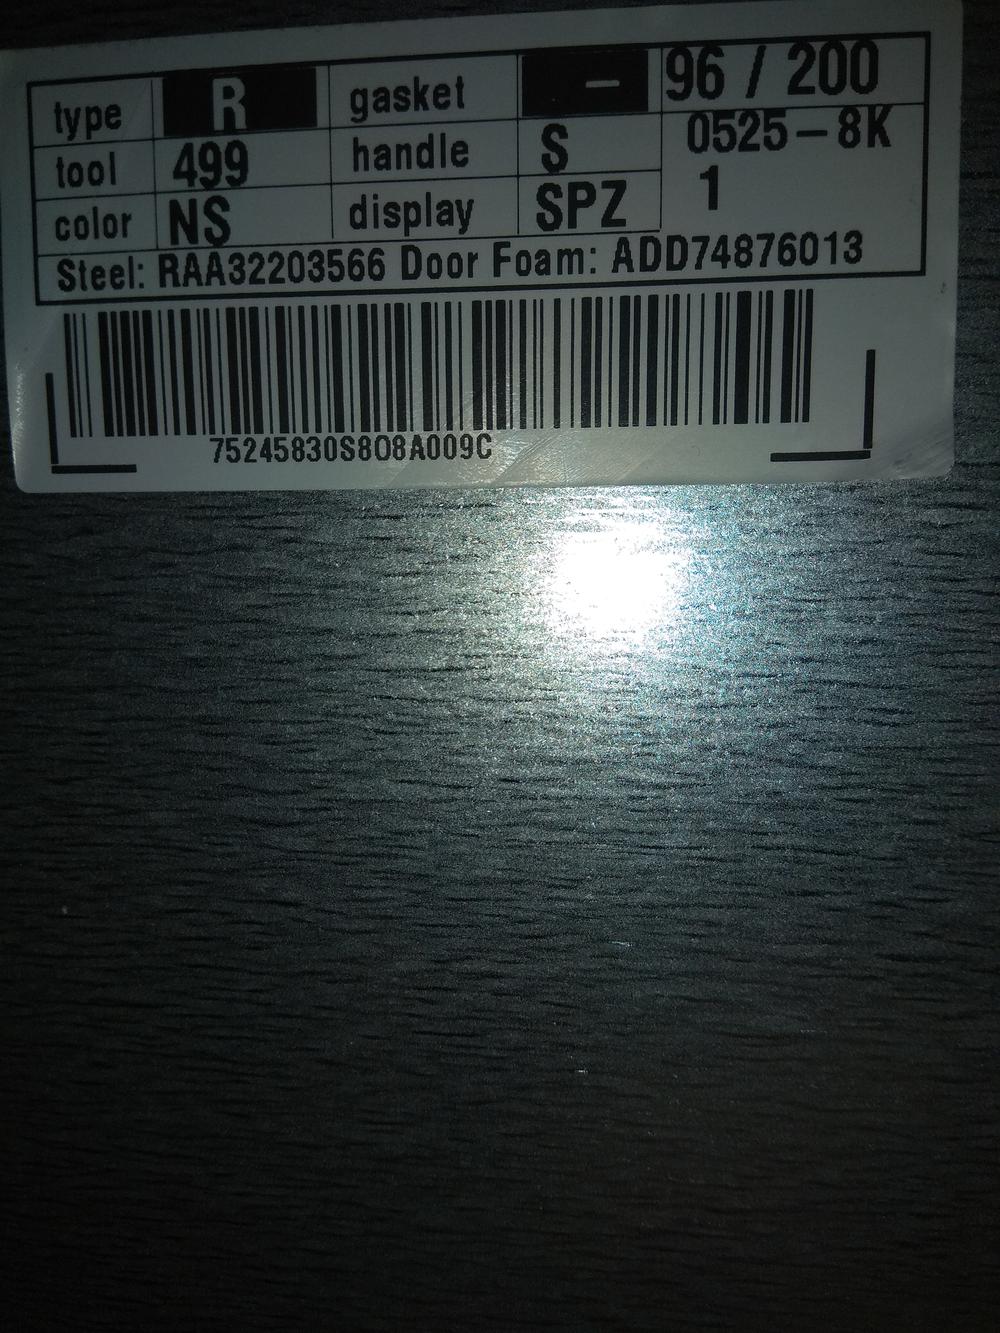 type R gasket – 96 / 200
tool 499 handle S 0525–8K
color NS display SPZ 1
Steel: RAA32203566 Door Foam: ADD74876013
75245830S808A009C